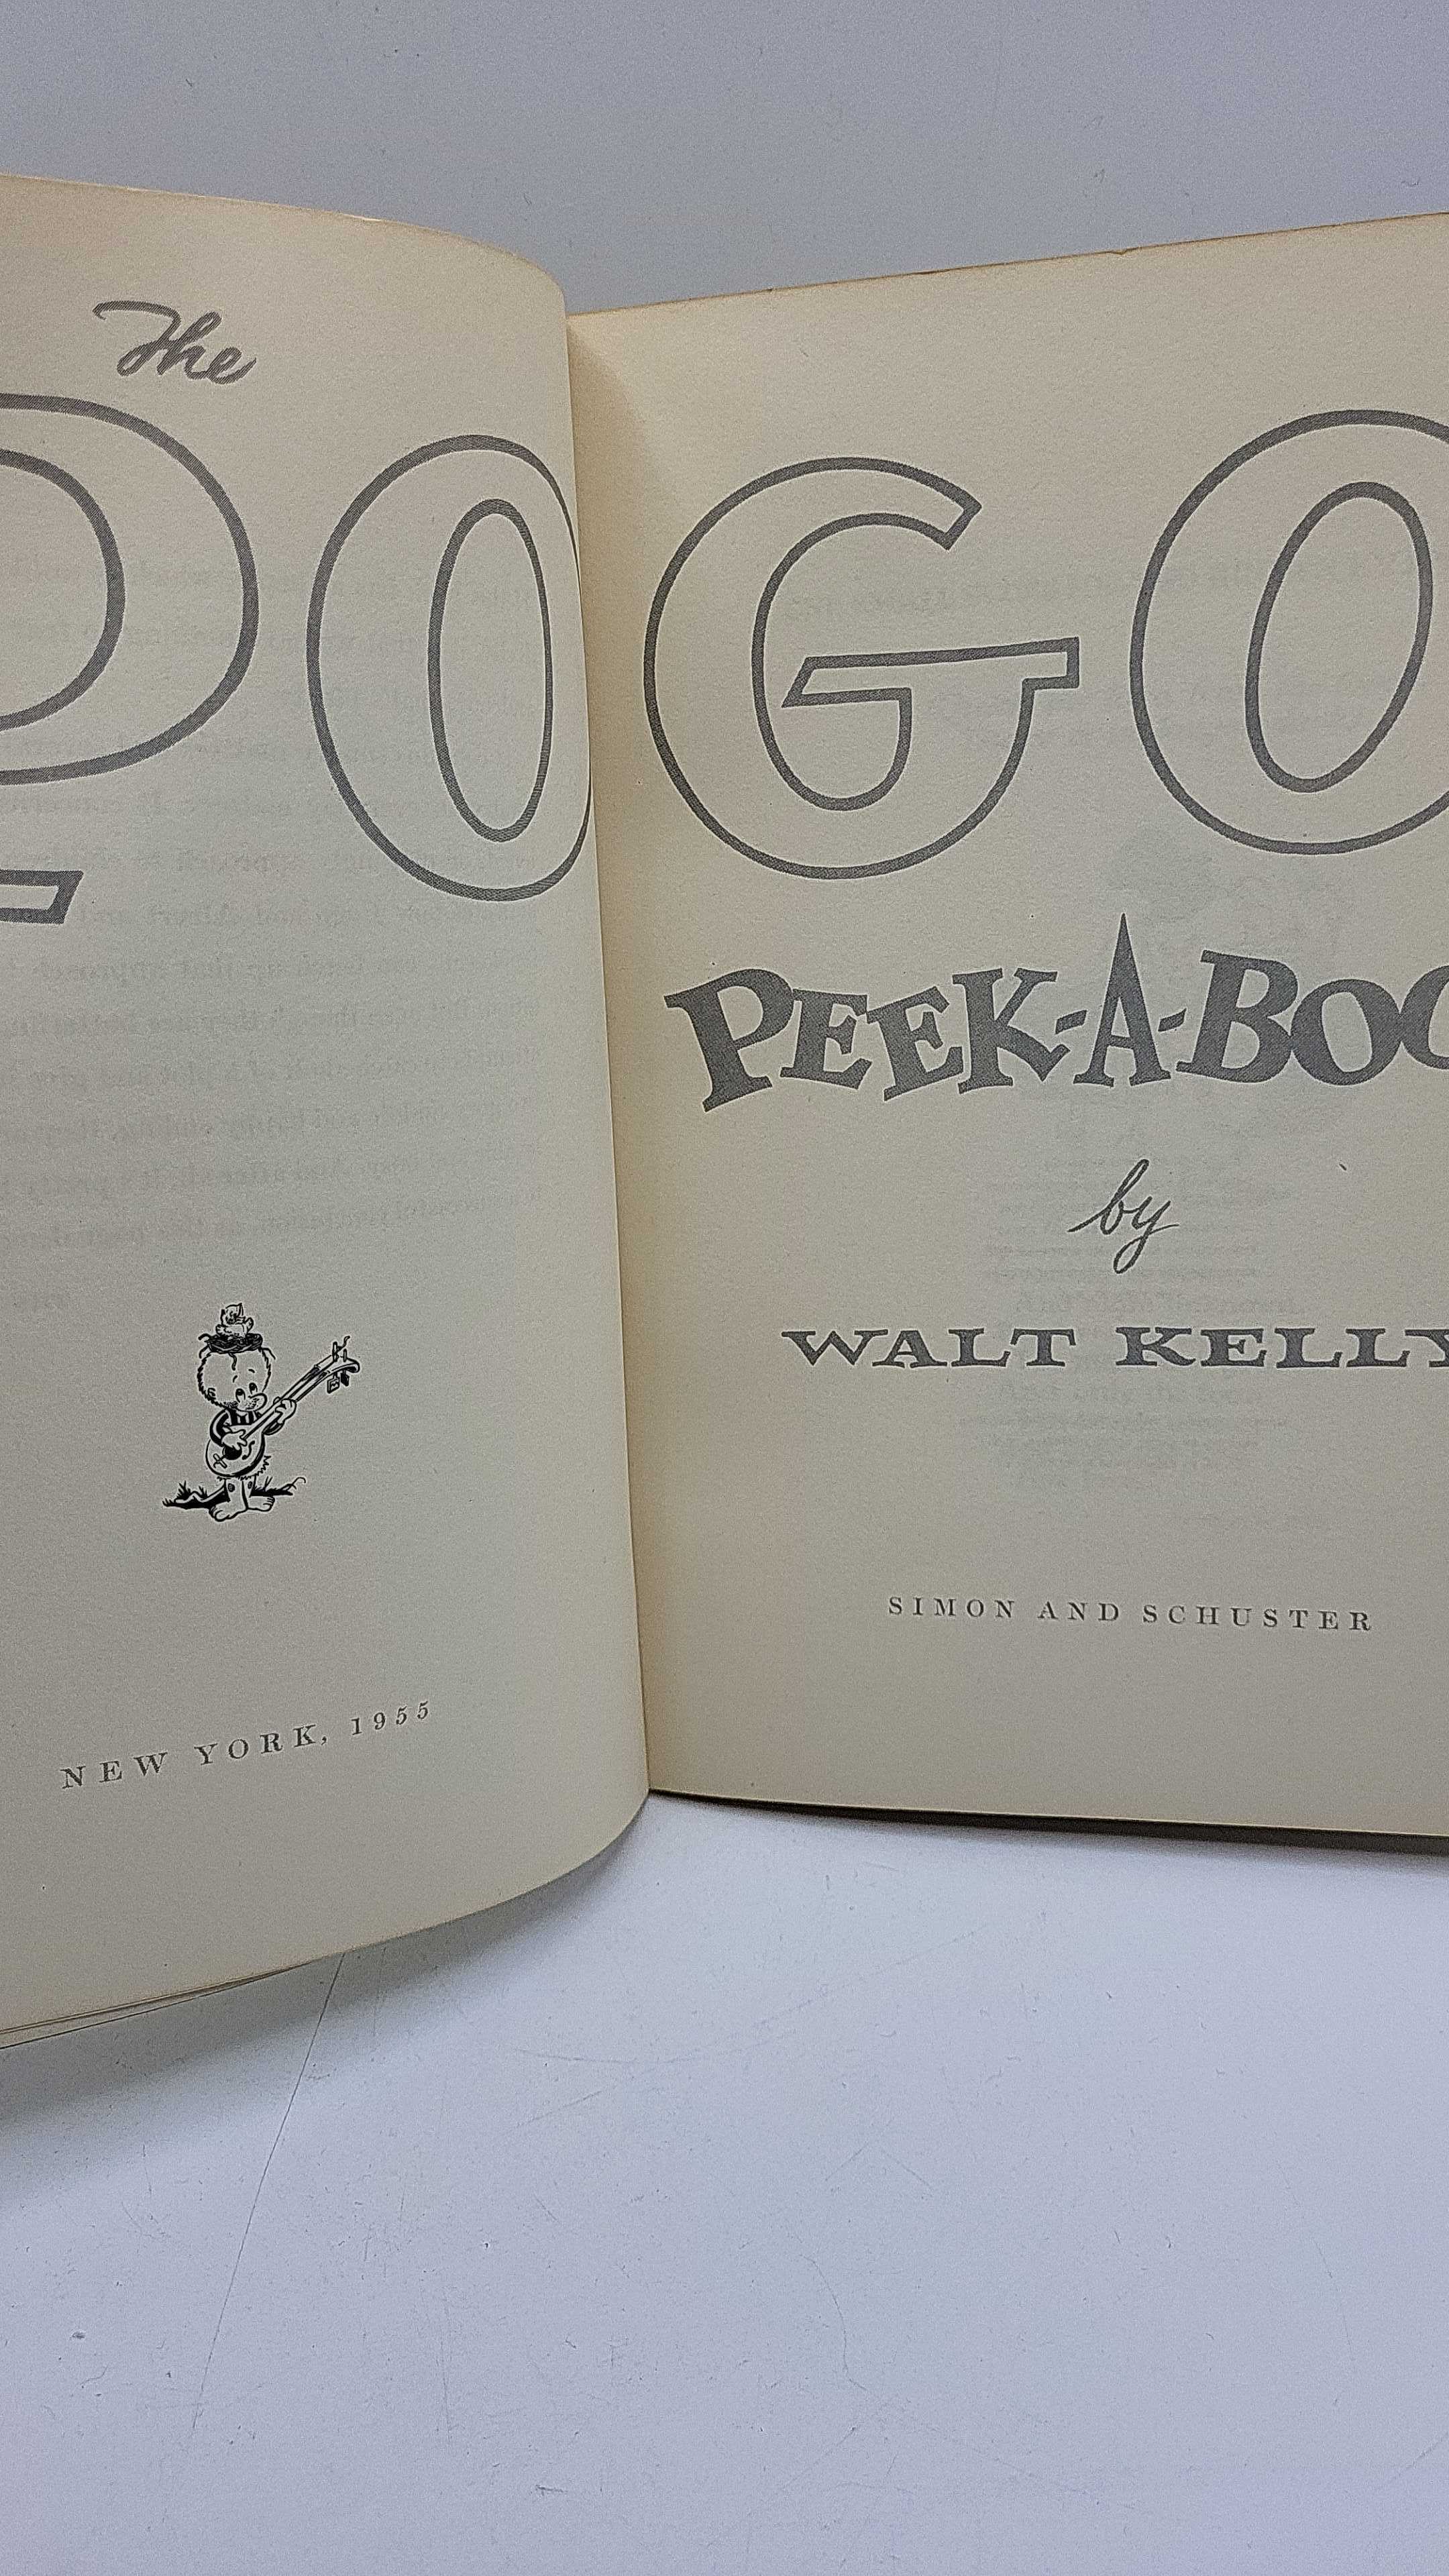 The
POGO
PEEK-A-BOO
by
WALT KELLY
NEW YORK, 1955
SIMON AND SCHUSTER